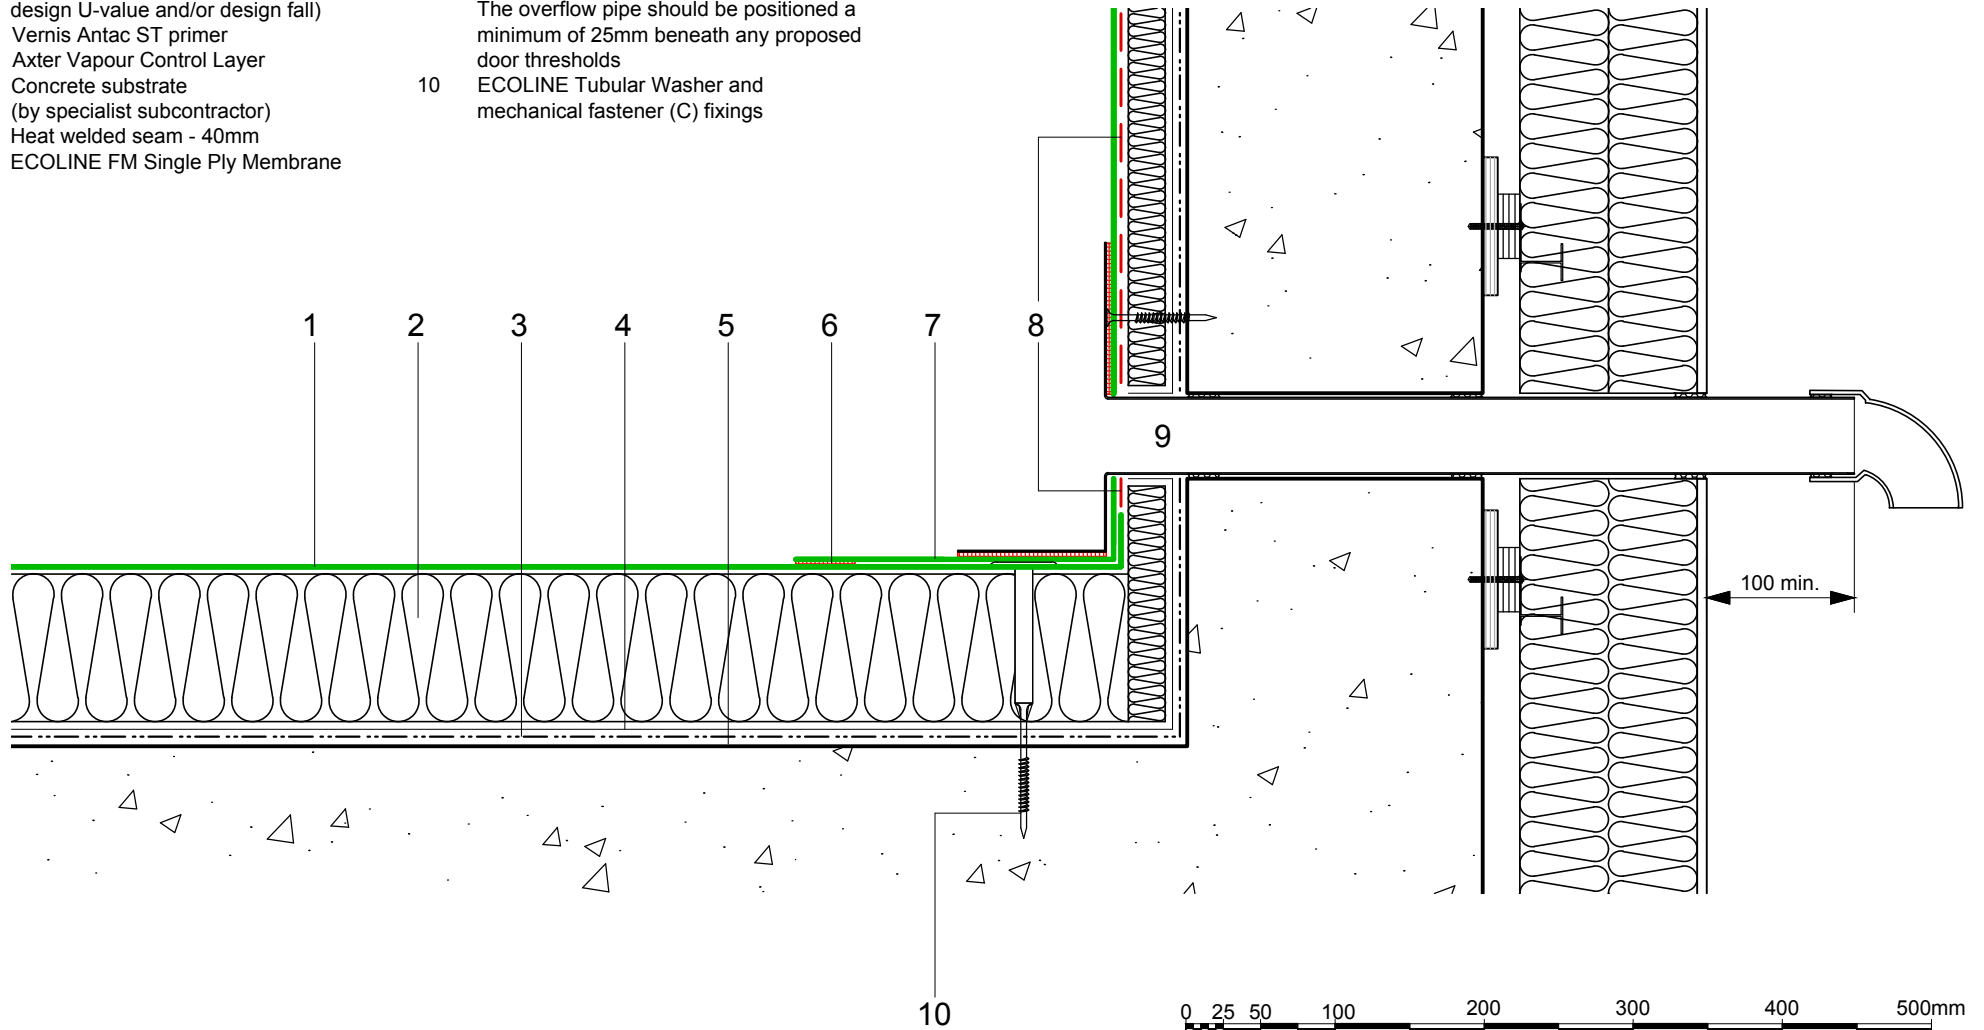 design U-value and/or design fall)
Vernis Antac ST primer
Axter Vapour Control Layer
Concrete substrate
(by specialist subcontractor)
Heat welded seam - 40mm
ECOLINE FM Single Ply Membrane
The overflow pipe should be positioned a
minimum of 25mm beneath any proposed
door thresholds
10 ECOLINE Tubular Washer and
mechanical fastener (C) fixings
1 2 3 4 5 6 7 8
9
100 min.
10
0 25 50 100 200 300 400 500mm